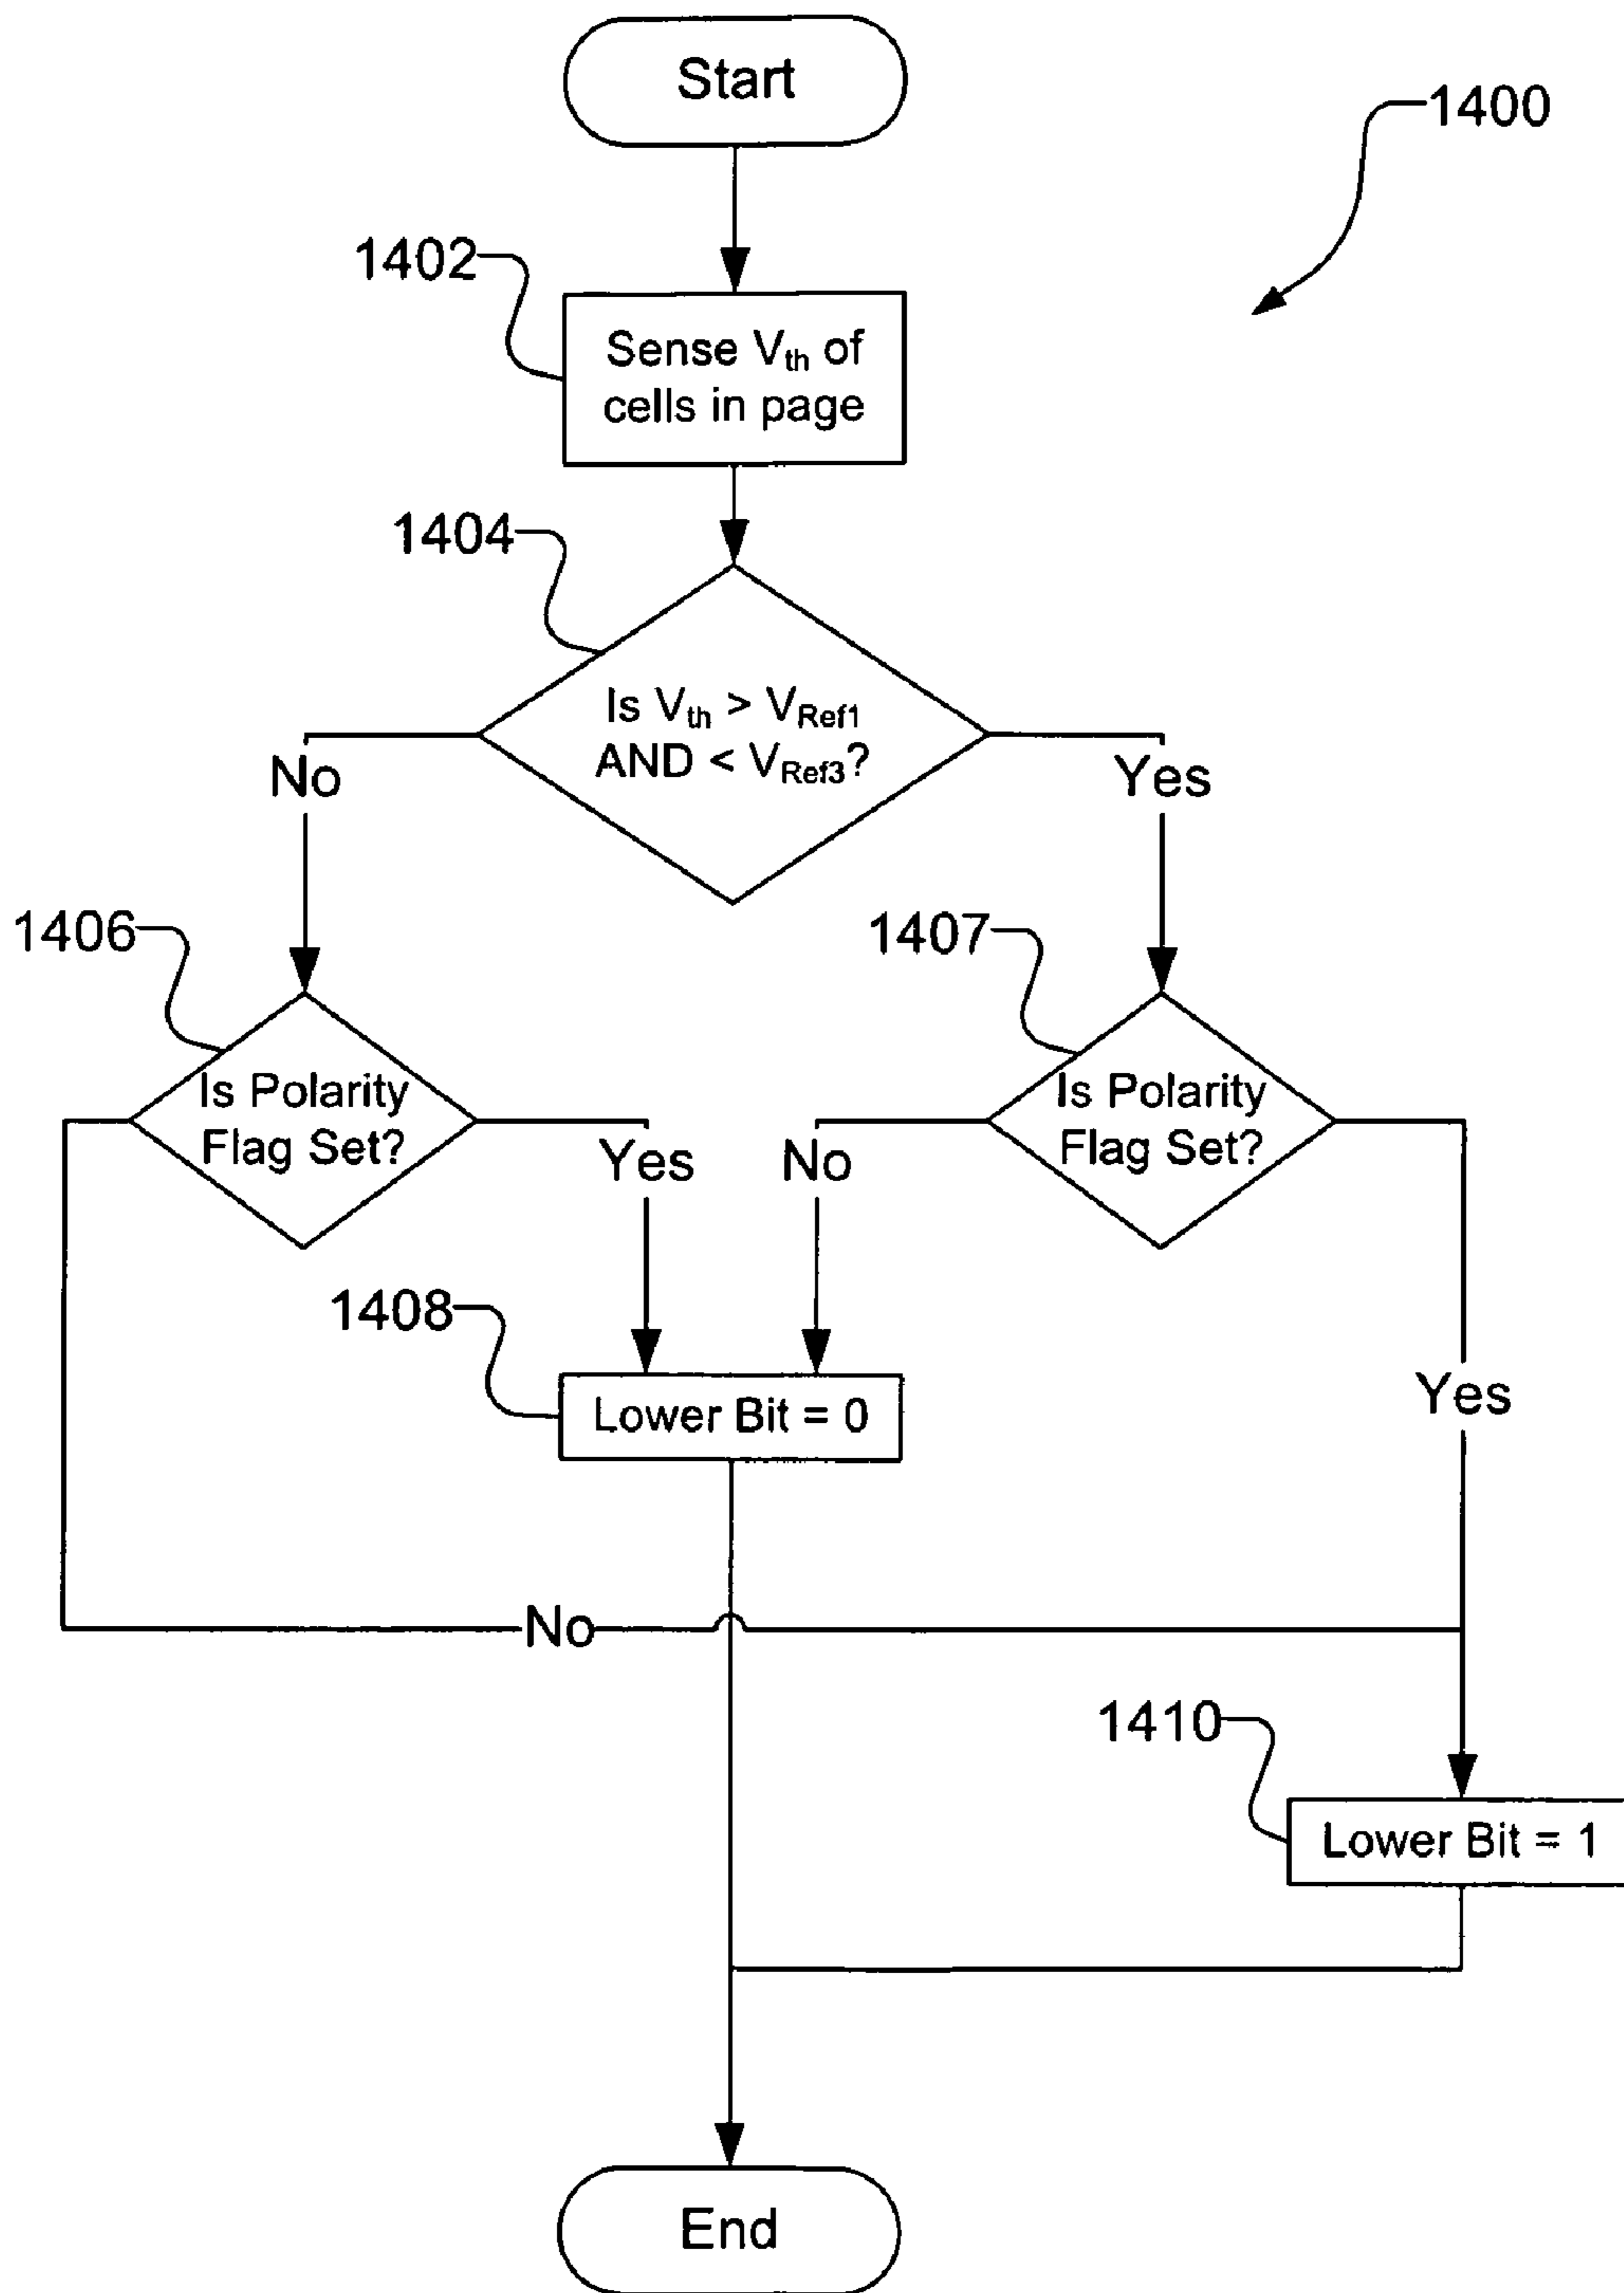 Start
1400
1402
Sense Vth of
cells in page
1404
Is Vth > VRef1
AND < VRef3?
No
Yes
1406
1407
Is Polarity
Flag Set?
Is Polarity
Flag Set?
Yes
No
1408
Lower Bit = 0
Yes
No
1410
Lower Bit = 1
End